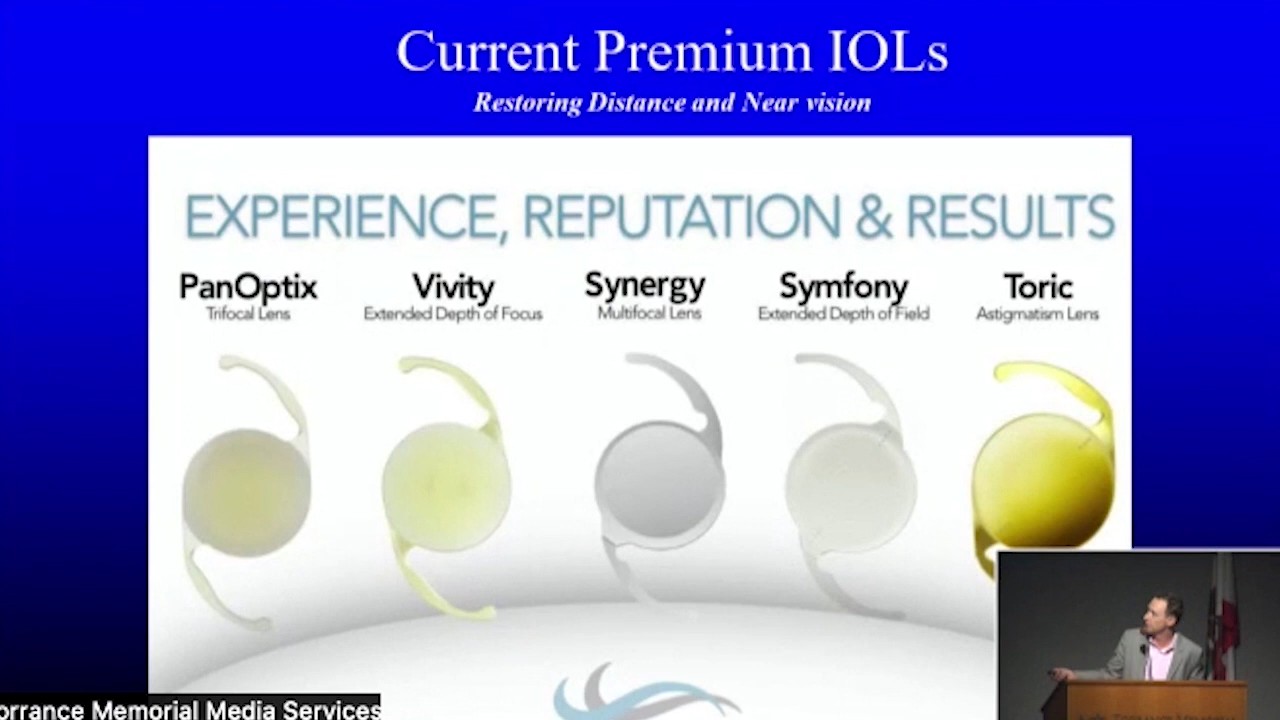 Current Premium IOLs
Restoring Distance and Near vision
EXPERIENCE, REPUTATION & RESULTS
PanOptix
Trifocal Lens
Vivity
Extended Depth of Focus
Synergy
Multifocal Lens
Symfony
Extended Depth of Field
Toric
Astigmatism Lens
orrance Memorial Media Services